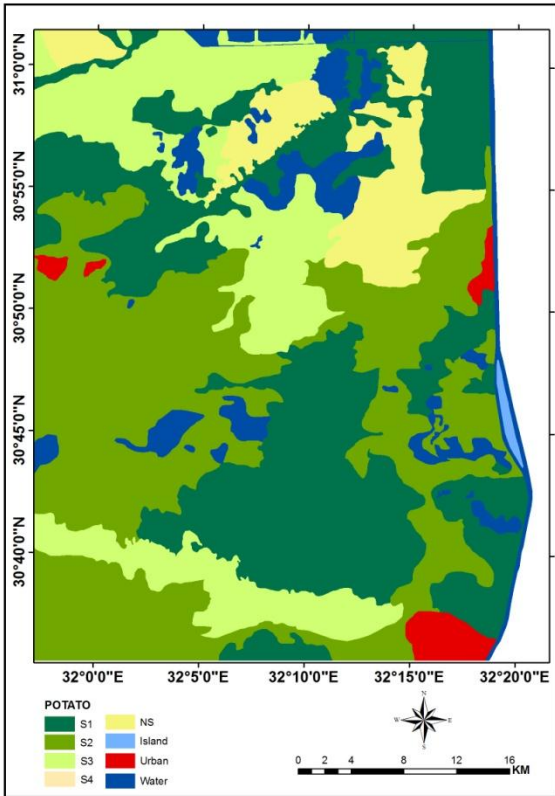 31°0'0"N
30°55'0"N
30°50'0"N
30°45'0"N
30°40'0"N
32°0'0"E 32°5'0"E 32°10'0"E 32°15'0"E 32°20'0"E
POTATO
S1 NS
S2 Island
S3 Urban
S4 Water
N
W E
S
0 2 4 8 12 16
KM